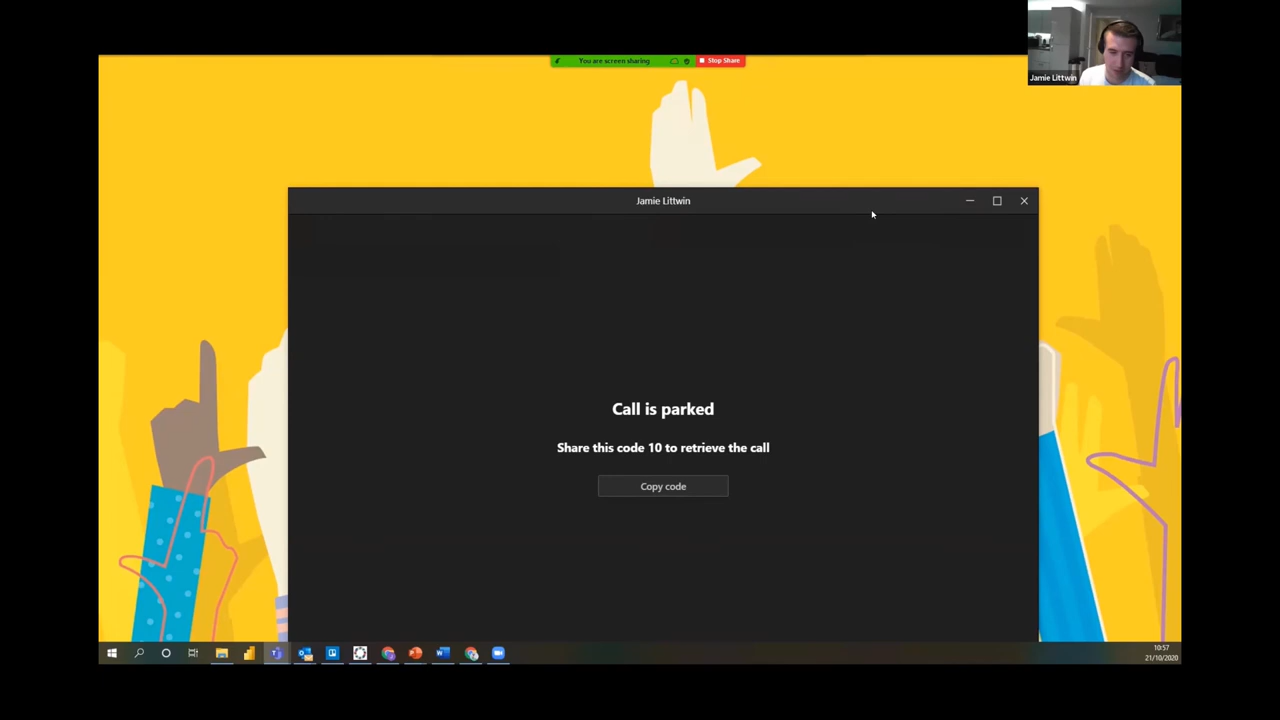 You are screen sharing
Stop Share
Jamie Littwin
Jamie Littwin
Call is parked
Share this code 10 to retrieve the call
Copy code
10:57
21/10/2020